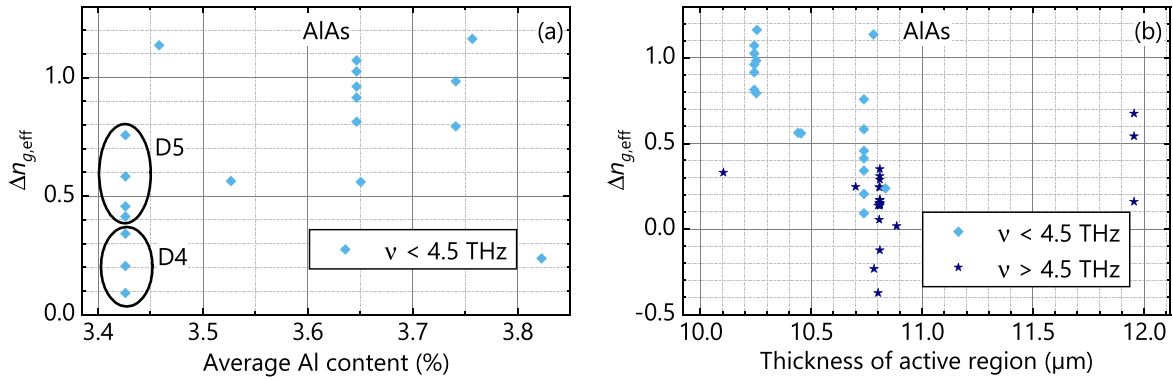 AlAs
(a)
Δn_{g,eff}
1.0
0.5
0.0
D5
D4
ν < 4.5 THz
3.4 3.5 3.6 3.7 3.8
Average Al content (%)
AlAs
(b)
Δn_{g,eff}
1.0
0.5
0.0
-0.5
ν < 4.5 THz
ν > 4.5 THz
10.0 10.5 11.0 11.5 12.0
Thickness of active region (μm)